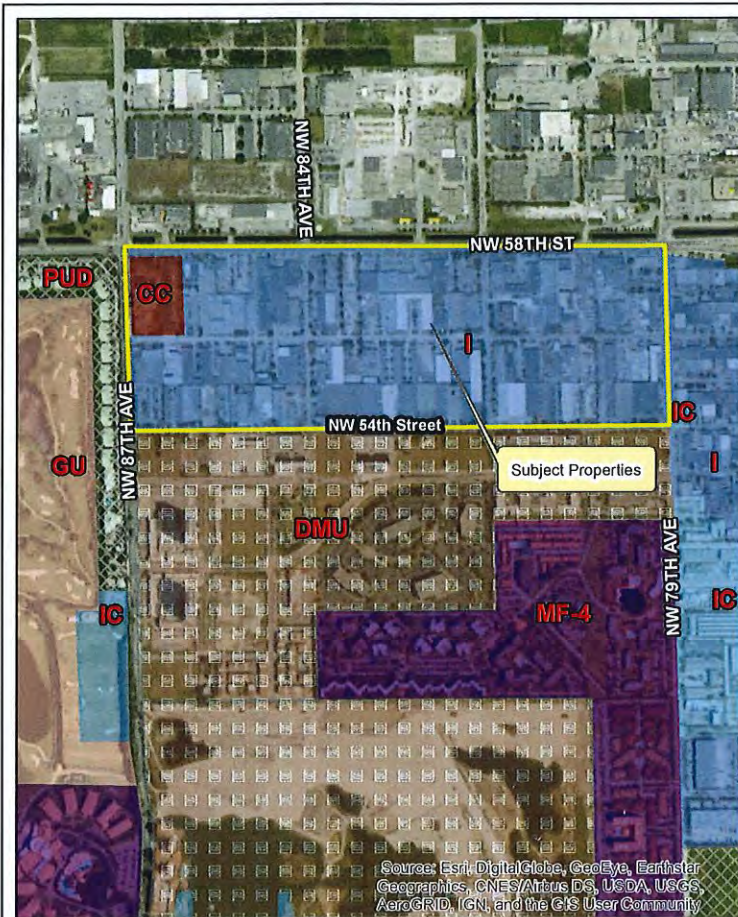 NW 84TH AVE
NW 58TH ST
PUD
CC
I
NW 87TH AVE
NW 54th Street
IC
GU
Subject Properties
I
DMU
NW 79TH AVE
IC
MF-4
IC
Source: Esri, DigitalGlobe, GeoEye, Earthstar
Geographics, CNES/Airbus DS, USDA, USGS,
AeroGRID, IGN, and the GIS User Community